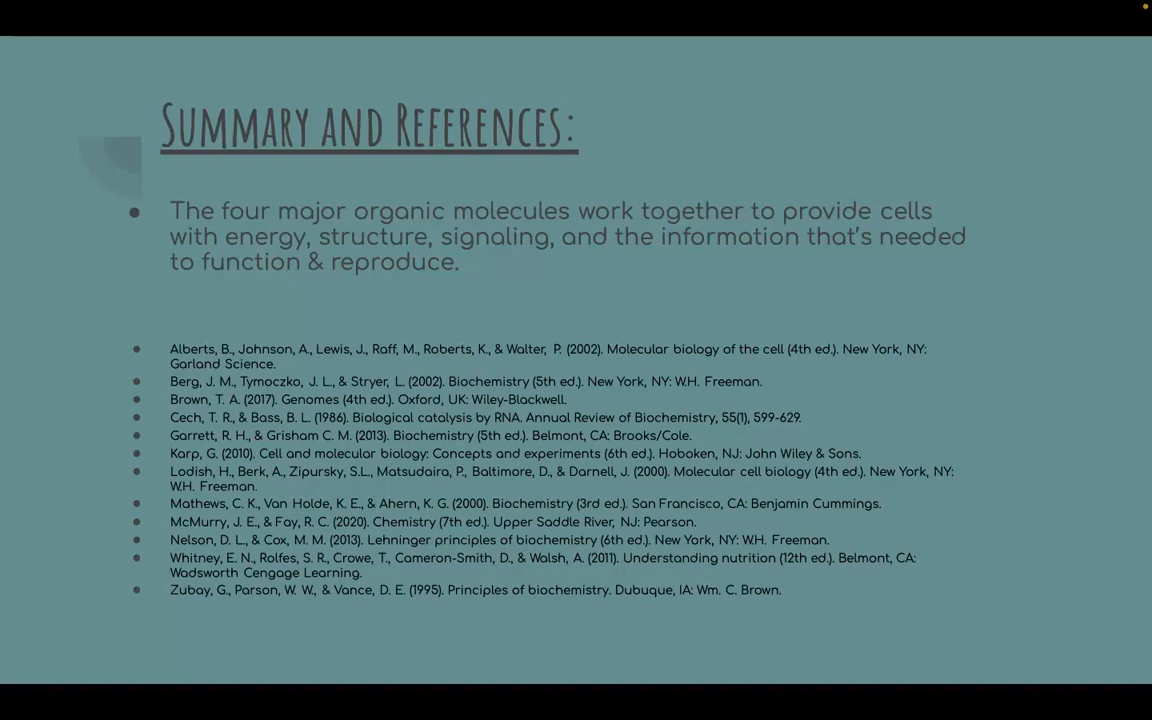 Summary and References:
The four major organic molecules work together to provide cells
with energy, structure, signaling, and the information that's needed
to function & reproduce.
Alberts, B., Johnson, A., Lewis, J., Raff, M., Roberts, K., & Walter, P. (2002). Molecular biology of the cell (4th ed.). New York, NY:
Garland Science.
Berg, J. M., Tymoczko, J. L., & Stryer, L. (2002). Biochemistry (5th ed.). New York, NY: W.H. Freeman.
Brown, T. A. (2017). Genomes (4th ed.). Oxford, UK: Wiley-Blackwell.
Cech, T. R., & Bass, B. L. (1986). Biological catalysis by RNA. Annual Review of Biochemistry, 55(1), 599-629.
Garrett, R. H., & Grisham C. M. (2013). Biochemistry (5th ed.). Belmont, CA: Brooks/Cole.
Karp, G. (2010). Cell and molecular biology: Concepts and experiments (6th ed.). Hoboken, NJ: John Wiley & Sons.
Lodish, H., Berk, A., Zipursky, S.L., Matsudaira, P., Baltimore, D., & Darnell, J. (2000). Molecular cell biology (4th ed.). New York, NY:
W.H. Freeman.
Mathews, C. K., Van Holde, K. E., & Ahern, K. G. (2000). Biochemistry (3rd ed.). San Francisco, CA: Benjamin Cummings.
McMurry, J. E., & Fay, R. C. (2020). Chemistry (7th ed.). Upper Saddle River, NJ: Pearson.
Nelson, D. L., & Cox, M. M. (2013). Lehninger principles of biochemistry (6th ed.). New York, NY: W.H. Freeman.
Whitney, E. N., Rolfes, S. R., Crowe, T., Cameron-Smith, D., & Walsh, A. (2011). Understanding nutrition (12th ed.). Belmont, CA:
Wadsworth Cengage Learning.
Zubay, G., Parson, W. W., & Vance, D. E. (1995). Principles of biochemistry. Dubuque, IA: Wm. C. Brown.